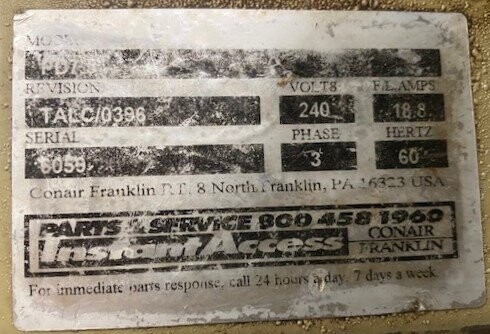 REVISION VOLTS F.L.AMPS
TALC/0396 240 18.8
SERIAL PHASE HERTZ
6059 3 60
Conair Franklin R.T. 8 North Franklin, PA 16323 USA
PARTS & SERVICE 800 458 1960
Instant Access CONAIR
FRANKLIN
For immediate parts response, call 24 hours a day, 7 days a week